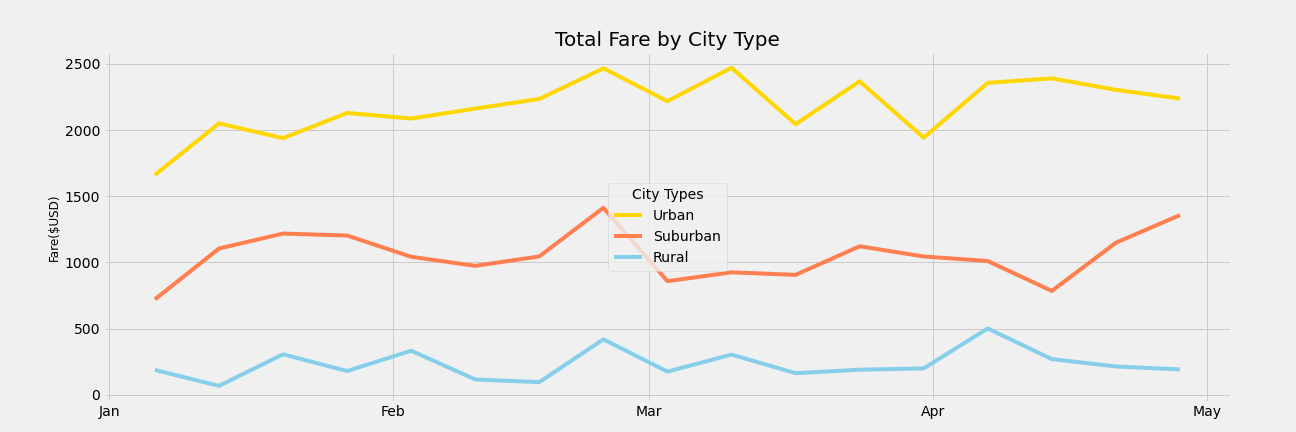 Total Fare by City Type
Fare($USD)
2500
2000
1500
1000
500
0
City Types
Urban
Suburban
Rural
Jan Feb Mar Apr May